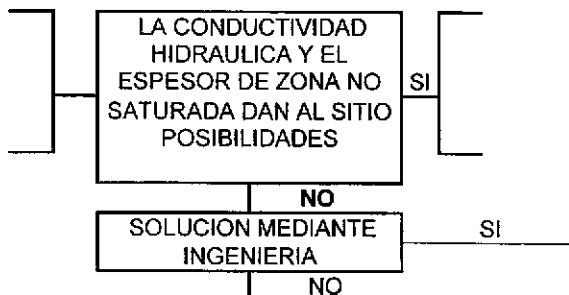 LA CONDUCTIVIDAD
HIDRAULICA Y EL
ESPESOR DE ZONA NO
SATURADA DAN AL SITIO
POSIBILIDADES
SI
NO
SOLUCION MEDIANTE
INGENIERIA
SI
NO